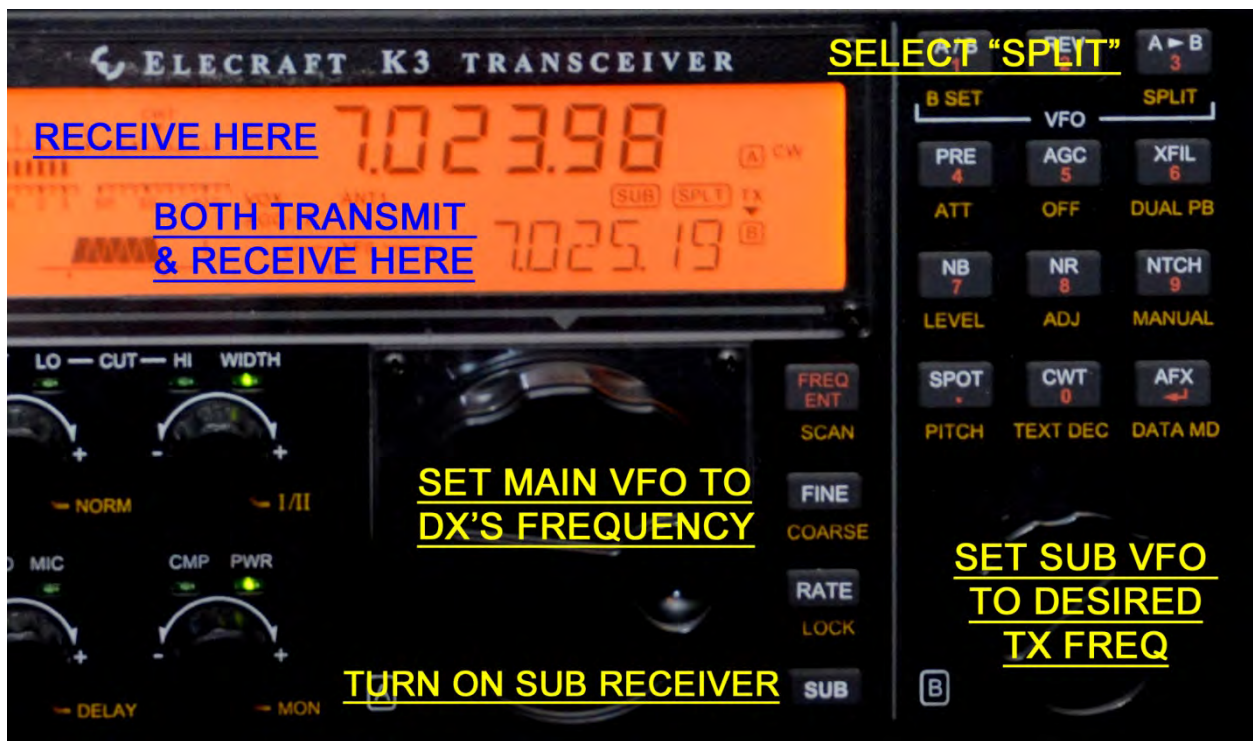 ELECRAFT K3 TRANSCEIVER
SELECT “SPLIT”
A►B
3
B SET
SPLIT
VFO
RECEIVE HERE
7.023.98
A
CW
SUB
SPLT
TX
BOTH TRANSMIT
& RECEIVE HERE
7.025.19
B
PRE
4
AGC
5
XFIL
6
ATT
OFF
DUAL PB
NB
7
NR
8
NTCH
9
LEVEL
ADJ
MANUAL
LO — CUT — HI
WIDTH
FREQ
ENT
SCAN
SPOT
.
CWT
0
AFX
PITCH
TEXT DEC
DATA MD
+
-
+
NORM
I/II
SET MAIN VFO TO
DX’S FREQUENCY
FINE
COARSE
SET SUB VFO
TO DESIRED
TX FREQ
MIC
CMP
PWR
RATE
LOCK
+
-
+
TURN ON SUB RECEIVER
SUB
B
DELAY
MON